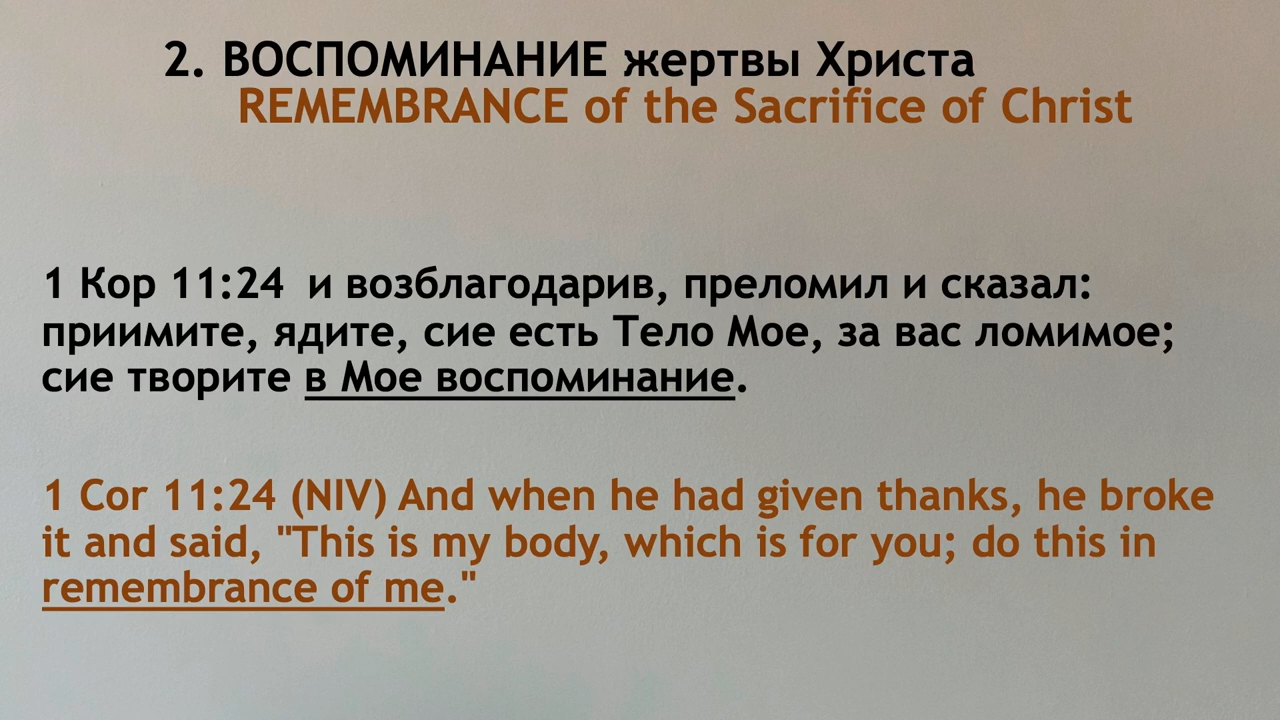 2. ВОСПОМИНАНИЕ жертвы Христа
REMEMBRANCE of the Sacrifice of Christ
1 Кор 11:24 и возблагодарив, преломил и сказал:
приимите, ядите, сие есть Тело Мое, за вас ломимое;
сие творите в Мое воспоминание.
1 Cor 11:24 (NIV) And when he had given thanks, he broke
it and said, "This is my body, which is for you; do this in
remembrance of me."